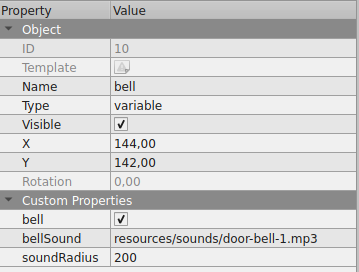 Property Value
Object
ID 10
Template
Name bell
Type variable
Visible
X 144,00
Y 142,00
Rotation 0,00
Custom Properties
bell
bellSound resources/sounds/door-bell-1.mp3
soundRadius 200